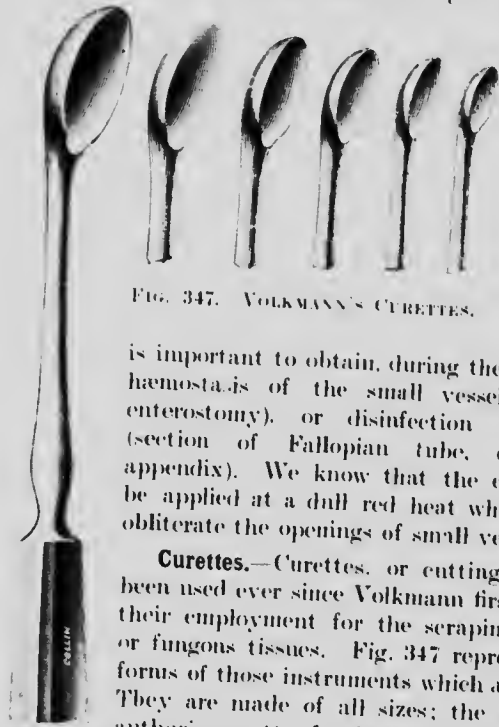 FIG. 347. VOLKMANN'S CURETTES.
is important to obtain, during the
hæmostasis of the small vesse
enterostomy), or disinfection
(section of Fallopian tube,
appendix). We know that the
be applied at a dull red heat wh
obliterate the openings of small ve
Curettes.—Curettes, or cutting
been used ever since Volkmann fir
their employment for the scrapin
or fungous tissues. Fig. 347 repr
forms of those instruments which a
They are made of all sizes; the
COLLIN